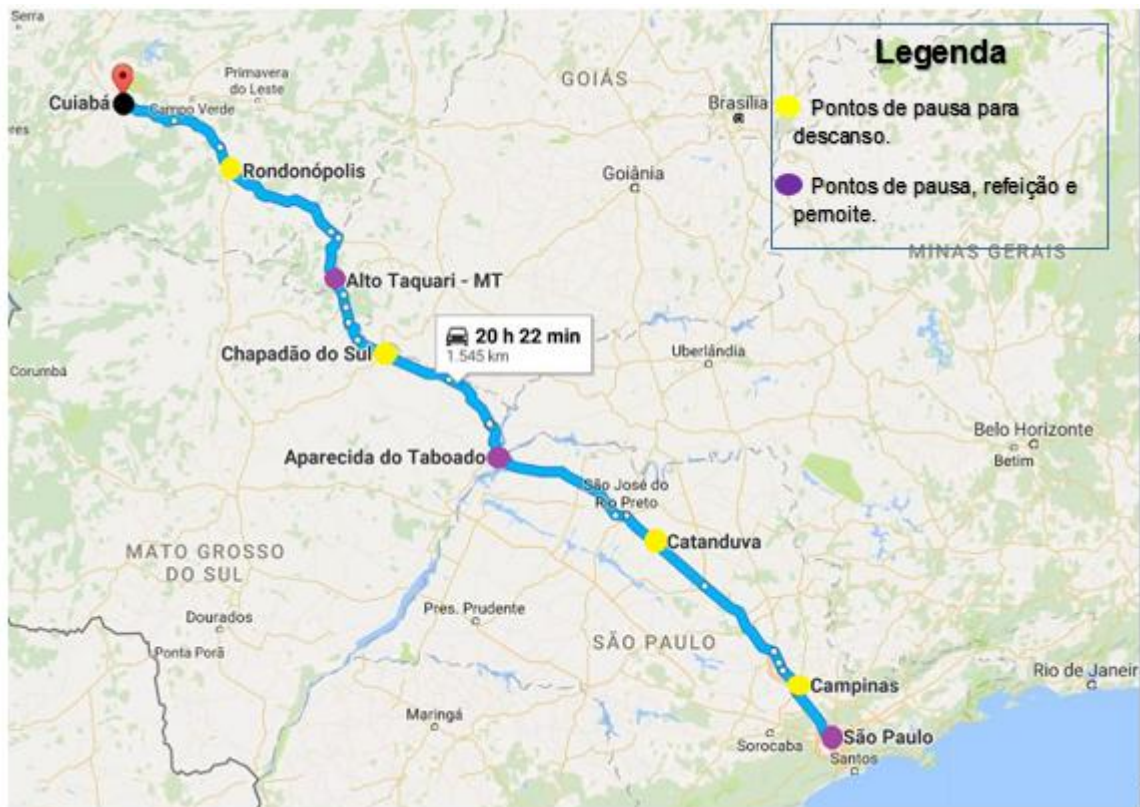 Serra
Legenda
Pontos de pausa para
descanso.
Pontos de pausa, refeição e
pernoite.
GOIÁS
Primavera
do Leste
Brasília
Cuiabá
Campo Verde
eres
Rondonópolis
Goiânia
MINAS GERAIS
Alto Taquari - MT
20 h 22 min
1.545 km
Chapadão do Sul
Uberlândia
Corumbá
Belo Horizonte
Betim
Aparecida do Taboado
São José do
Rio Preto
Catanduva
MATO GROSSO
DO SUL
Pres. Prudente
Dourados
Ponta Porã
SÃO PAULO
Rio de Janeir
Campinas
Maringá
Sorocaba
São Paulo
Santos